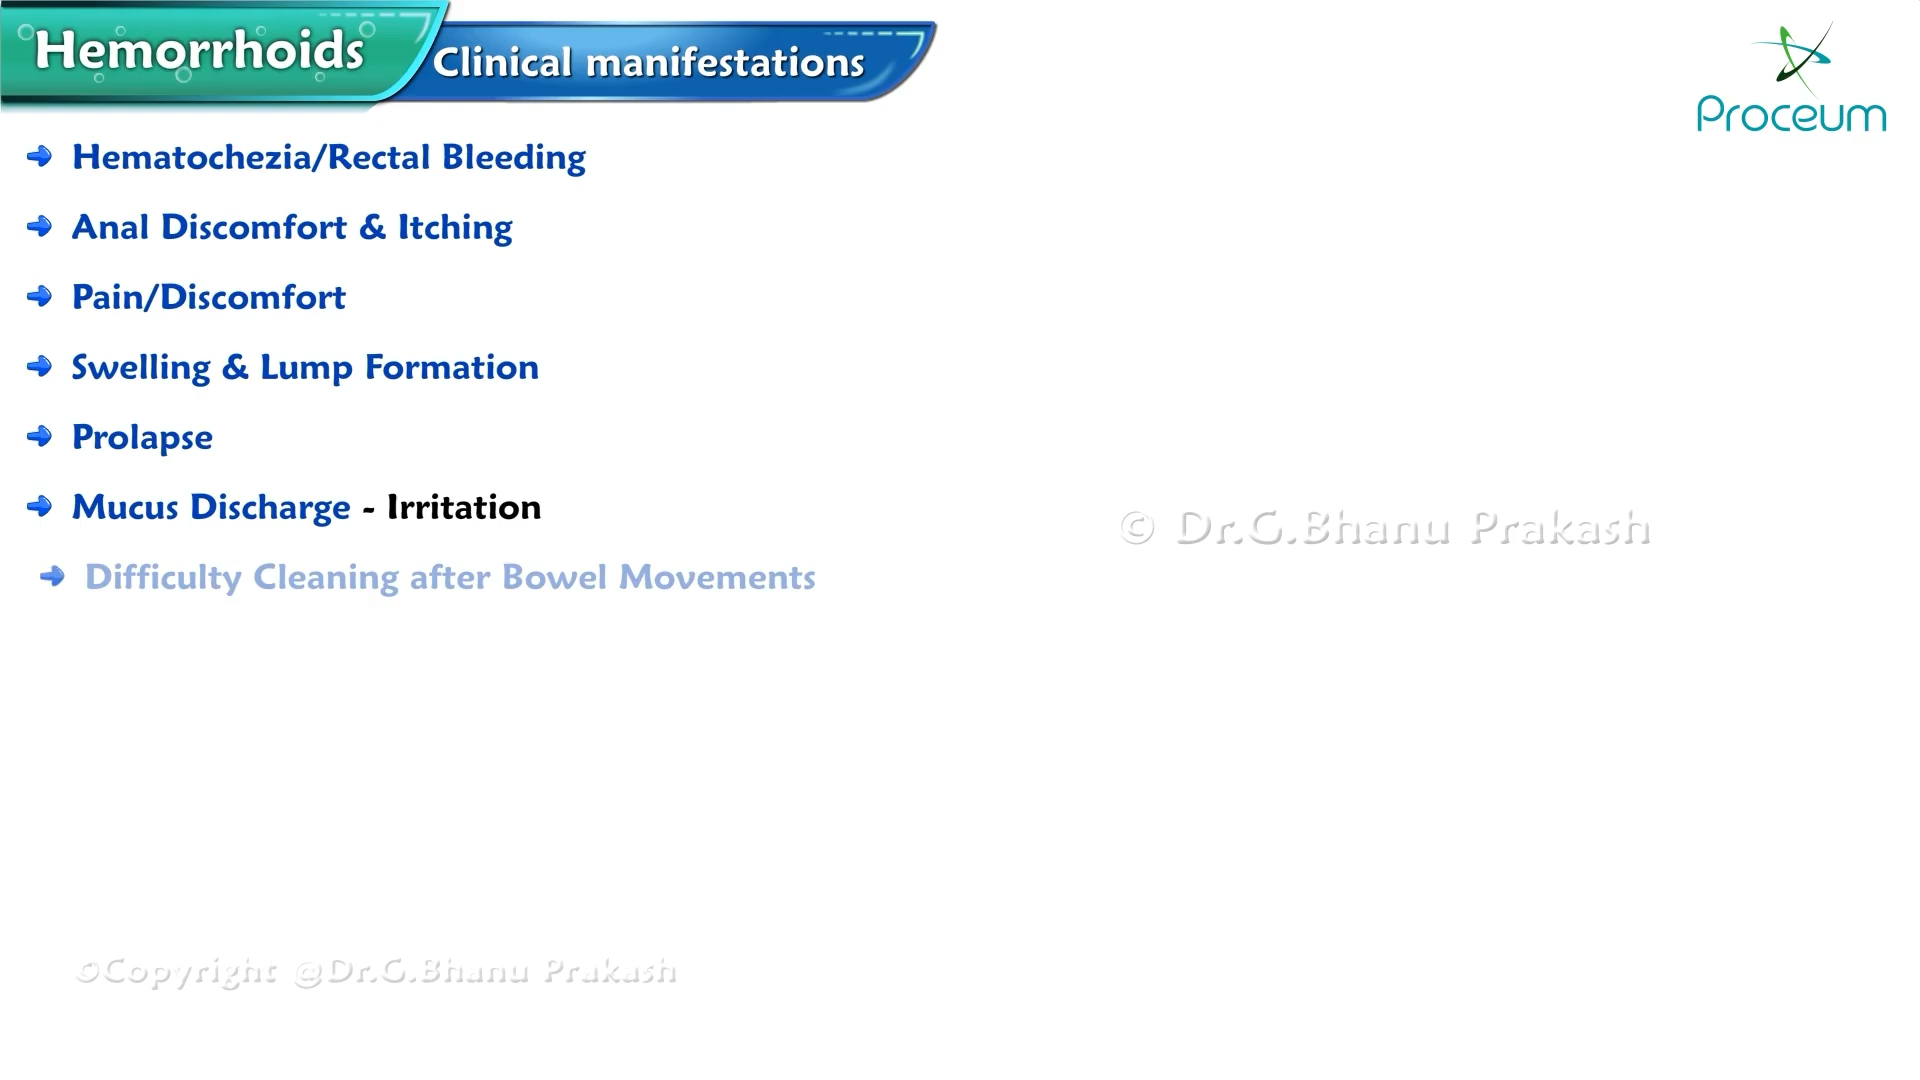 Hemorrhoids
Clinical manifestations
Proceum
Hematochezia/Rectal Bleeding
Anal Discomfort & Itching
Pain/Discomfort
Swelling & Lump Formation
Prolapse
Mucus Discharge - Irritation
© Dr.G.Bhanu Prakash
Difficulty Cleaning after Bowel Movements
©Copyright @Dr.G.Bhanu Prakash